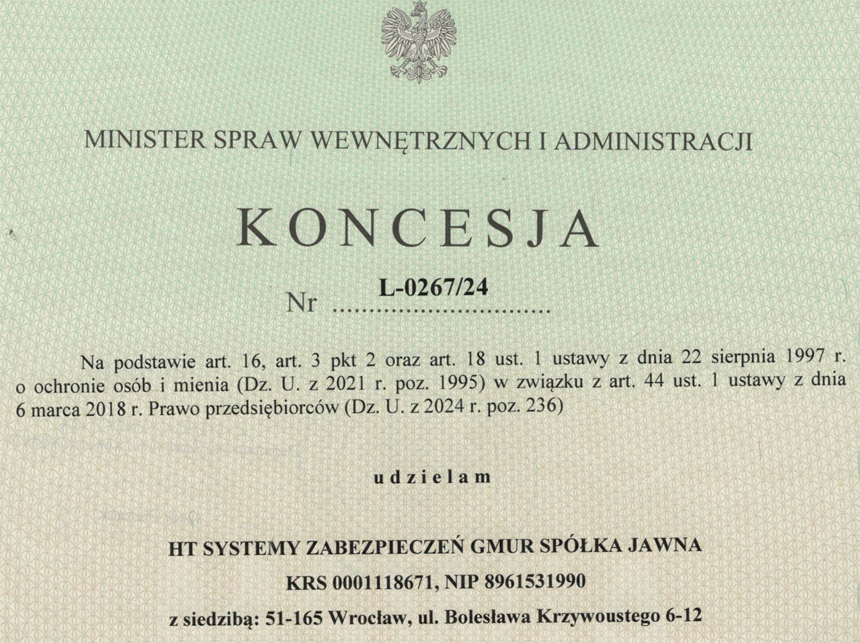 MINISTER SPRAW WEWNĘTRZNYCH I ADMINISTRACJI
KONCESJA
L-0267/24
Nr ....................................
Na podstawie art. 16, art. 3 pkt 2 oraz art. 18 ust. 1 ustawy z dnia 22 sierpnia 1997 r.
o ochronie osób i mienia (Dz. U. z 2021 r. poz. 1995) w związku z art. 44 ust. 1 ustawy z dnia
6 marca 2018 r. Prawo przedsiębiorców (Dz. U. z 2024 r. poz. 236)
udzielam
HT SYSTEMY ZABEZPIECZEŃ GMUR SPÓŁKA JAWNA
KRS 0001118671, NIP 8961531990
z siedzibą: 51-165 Wrocław, ul. Bolesława Krzywoustego 6-12